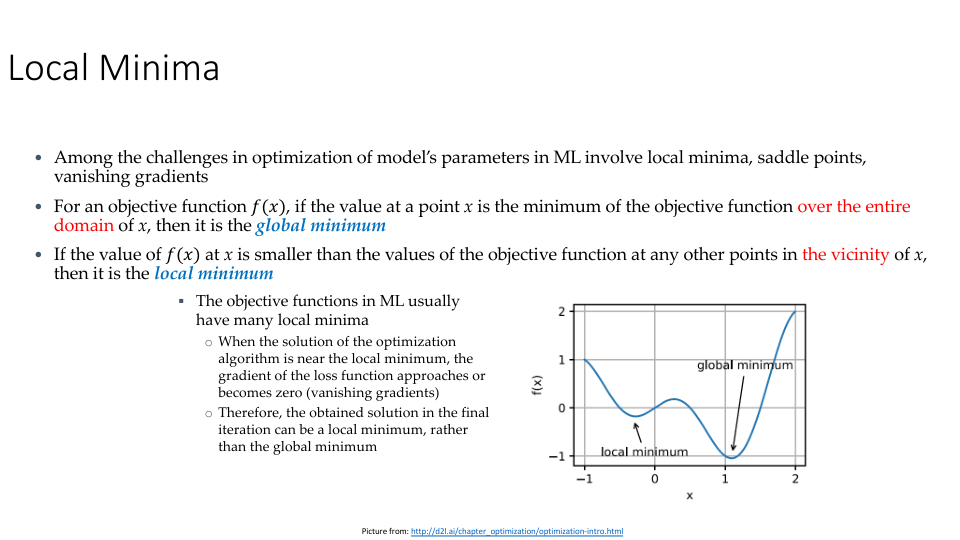 Local Minima
• Among the challenges in optimization of model's parameters in ML involve local minima, saddle points,
vanishing gradients
• For an objective function f(x), if the value at a point x is the minimum of the objective function over the entire
domain of x, then it is the global minimum
• If the value of f(x) at x is smaller than the values of the objective function at any other points in the vicinity of x,
then it is the local minimum
▪ The objective functions in ML usually
have many local minima
○ When the solution of the optimization
algorithm is near the local minimum, the
gradient of the loss function approaches or
becomes zero (vanishing gradients)
○ Therefore, the obtained solution in the final
iteration can be a local minimum, rather
than the global minimum
2
1
0
−1
f(x)
global minimum
local minimum
−1 0 1 2
x
Picture from: http://d2l.ai/chapter_optimization/optimization-intro.html